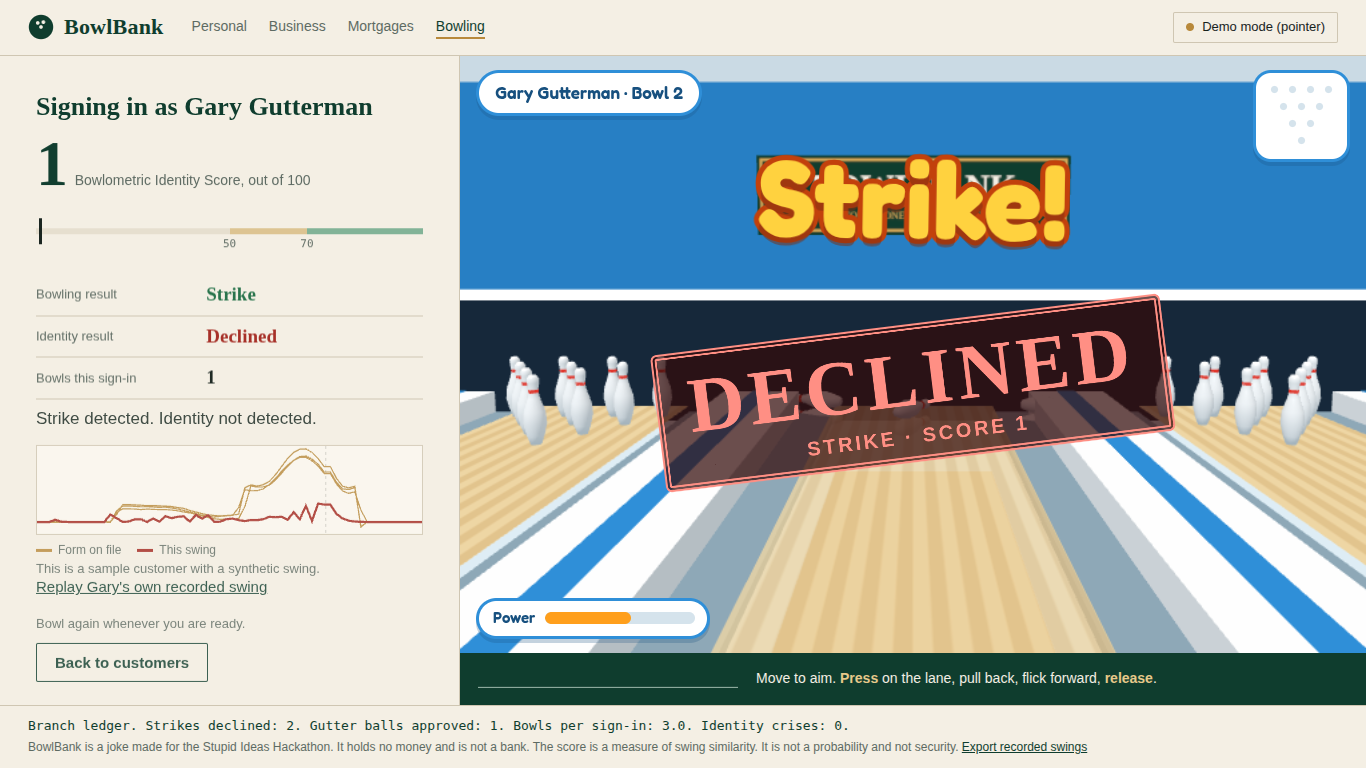 BowlBank
Personal Business Mortgages Bowling
Demo mode (pointer)
Signing in as Gary Gutterman
1 Bowlometric Identity Score, out of 100
50 70
Bowling result Strike
Identity result Declined
Bowls this sign-in 1
Strike detected. Identity not detected.
Form on file This swing
This is a sample customer with a synthetic swing.
Replay Gary's own recorded swing
Bowl again whenever you are ready.
Back to customers
Gary Gutterman · Bowl 2
Strike!
DECLINED
STRIKE · SCORE 1
Power
Move to aim. Press on the lane, pull back, flick forward, release.
Branch ledger. Strikes declined: 2. Gutter balls approved: 1. Bowls per sign-in: 3.0. Identity crises: 0.
BowlBank is a joke made for the Stupid Ideas Hackathon. It holds no money and is not a bank. The score is a measure of swing similarity. It is not a probability and not security. Export recorded swings